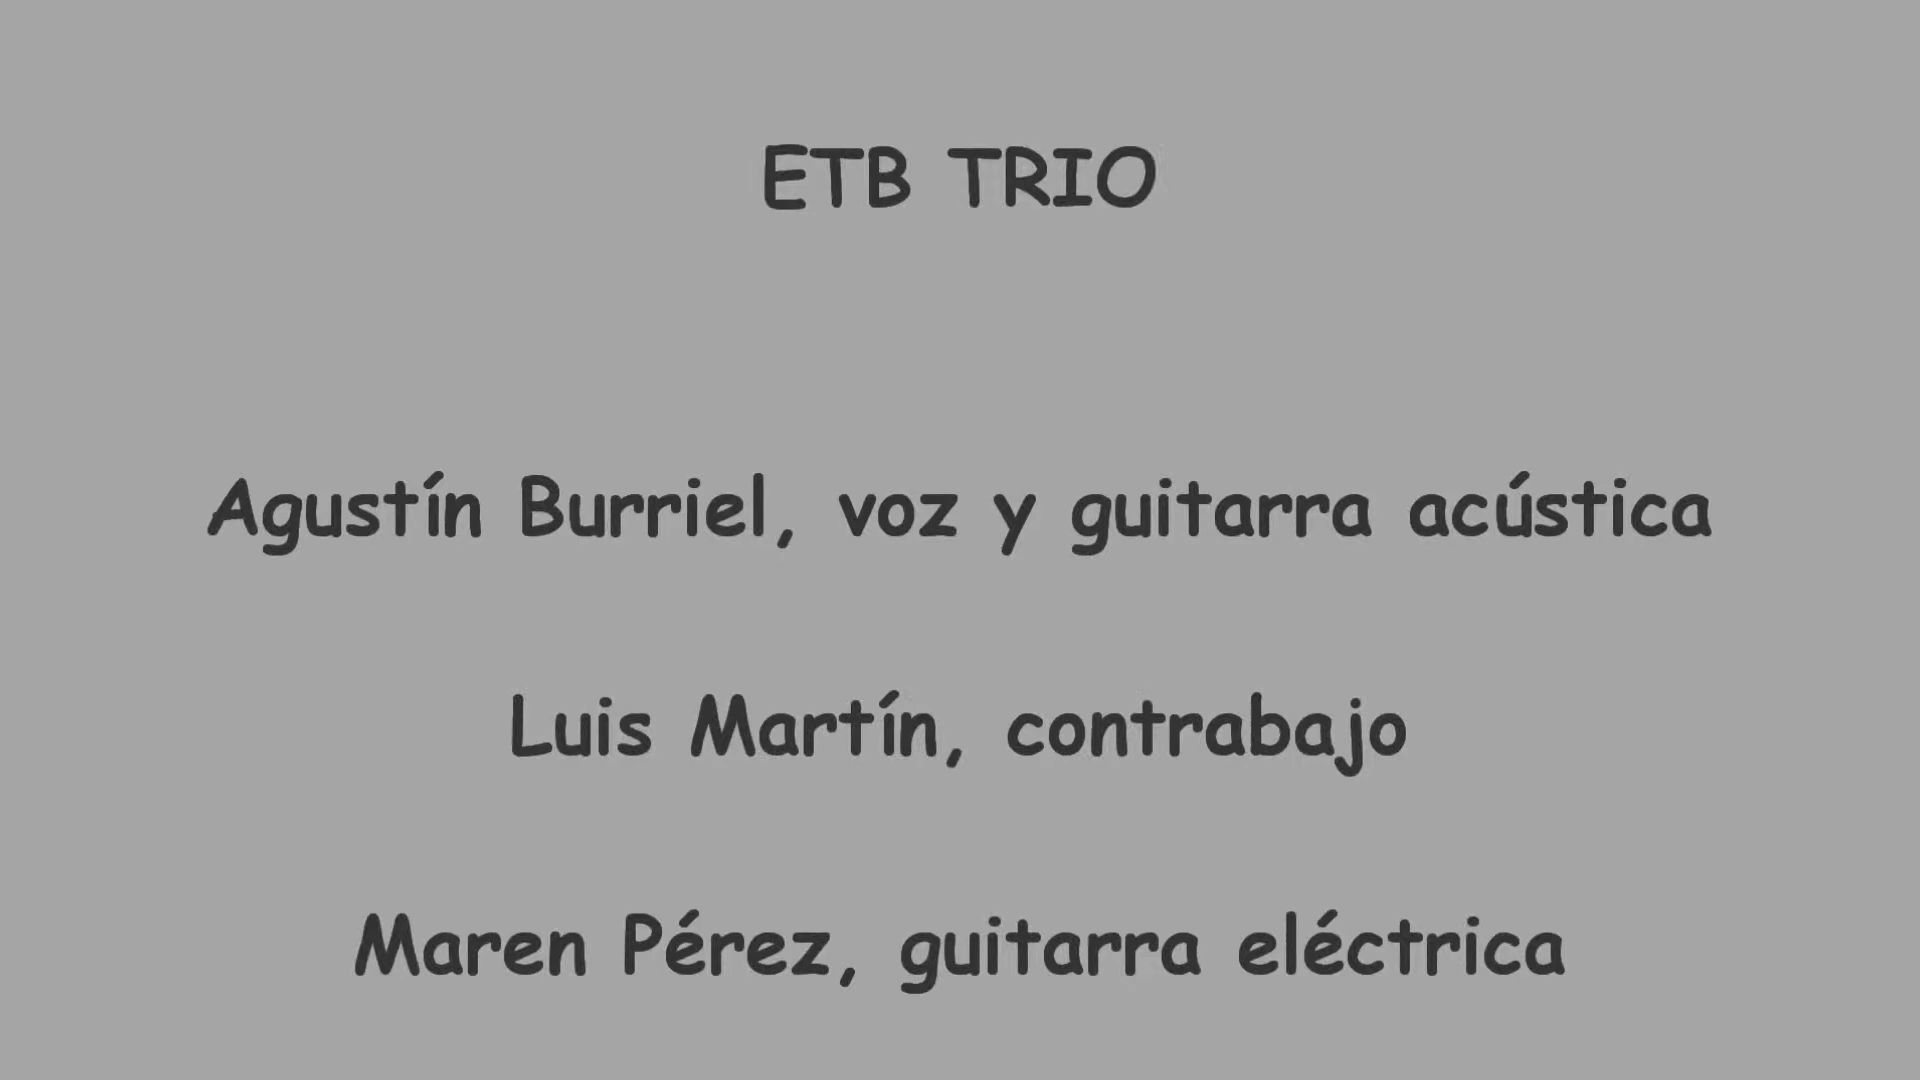 ETB TRIO
Agustín Burriel, voz y guitarra acústica
Luis Martín, contrabajo
Maren Pérez, guitarra eléctrica